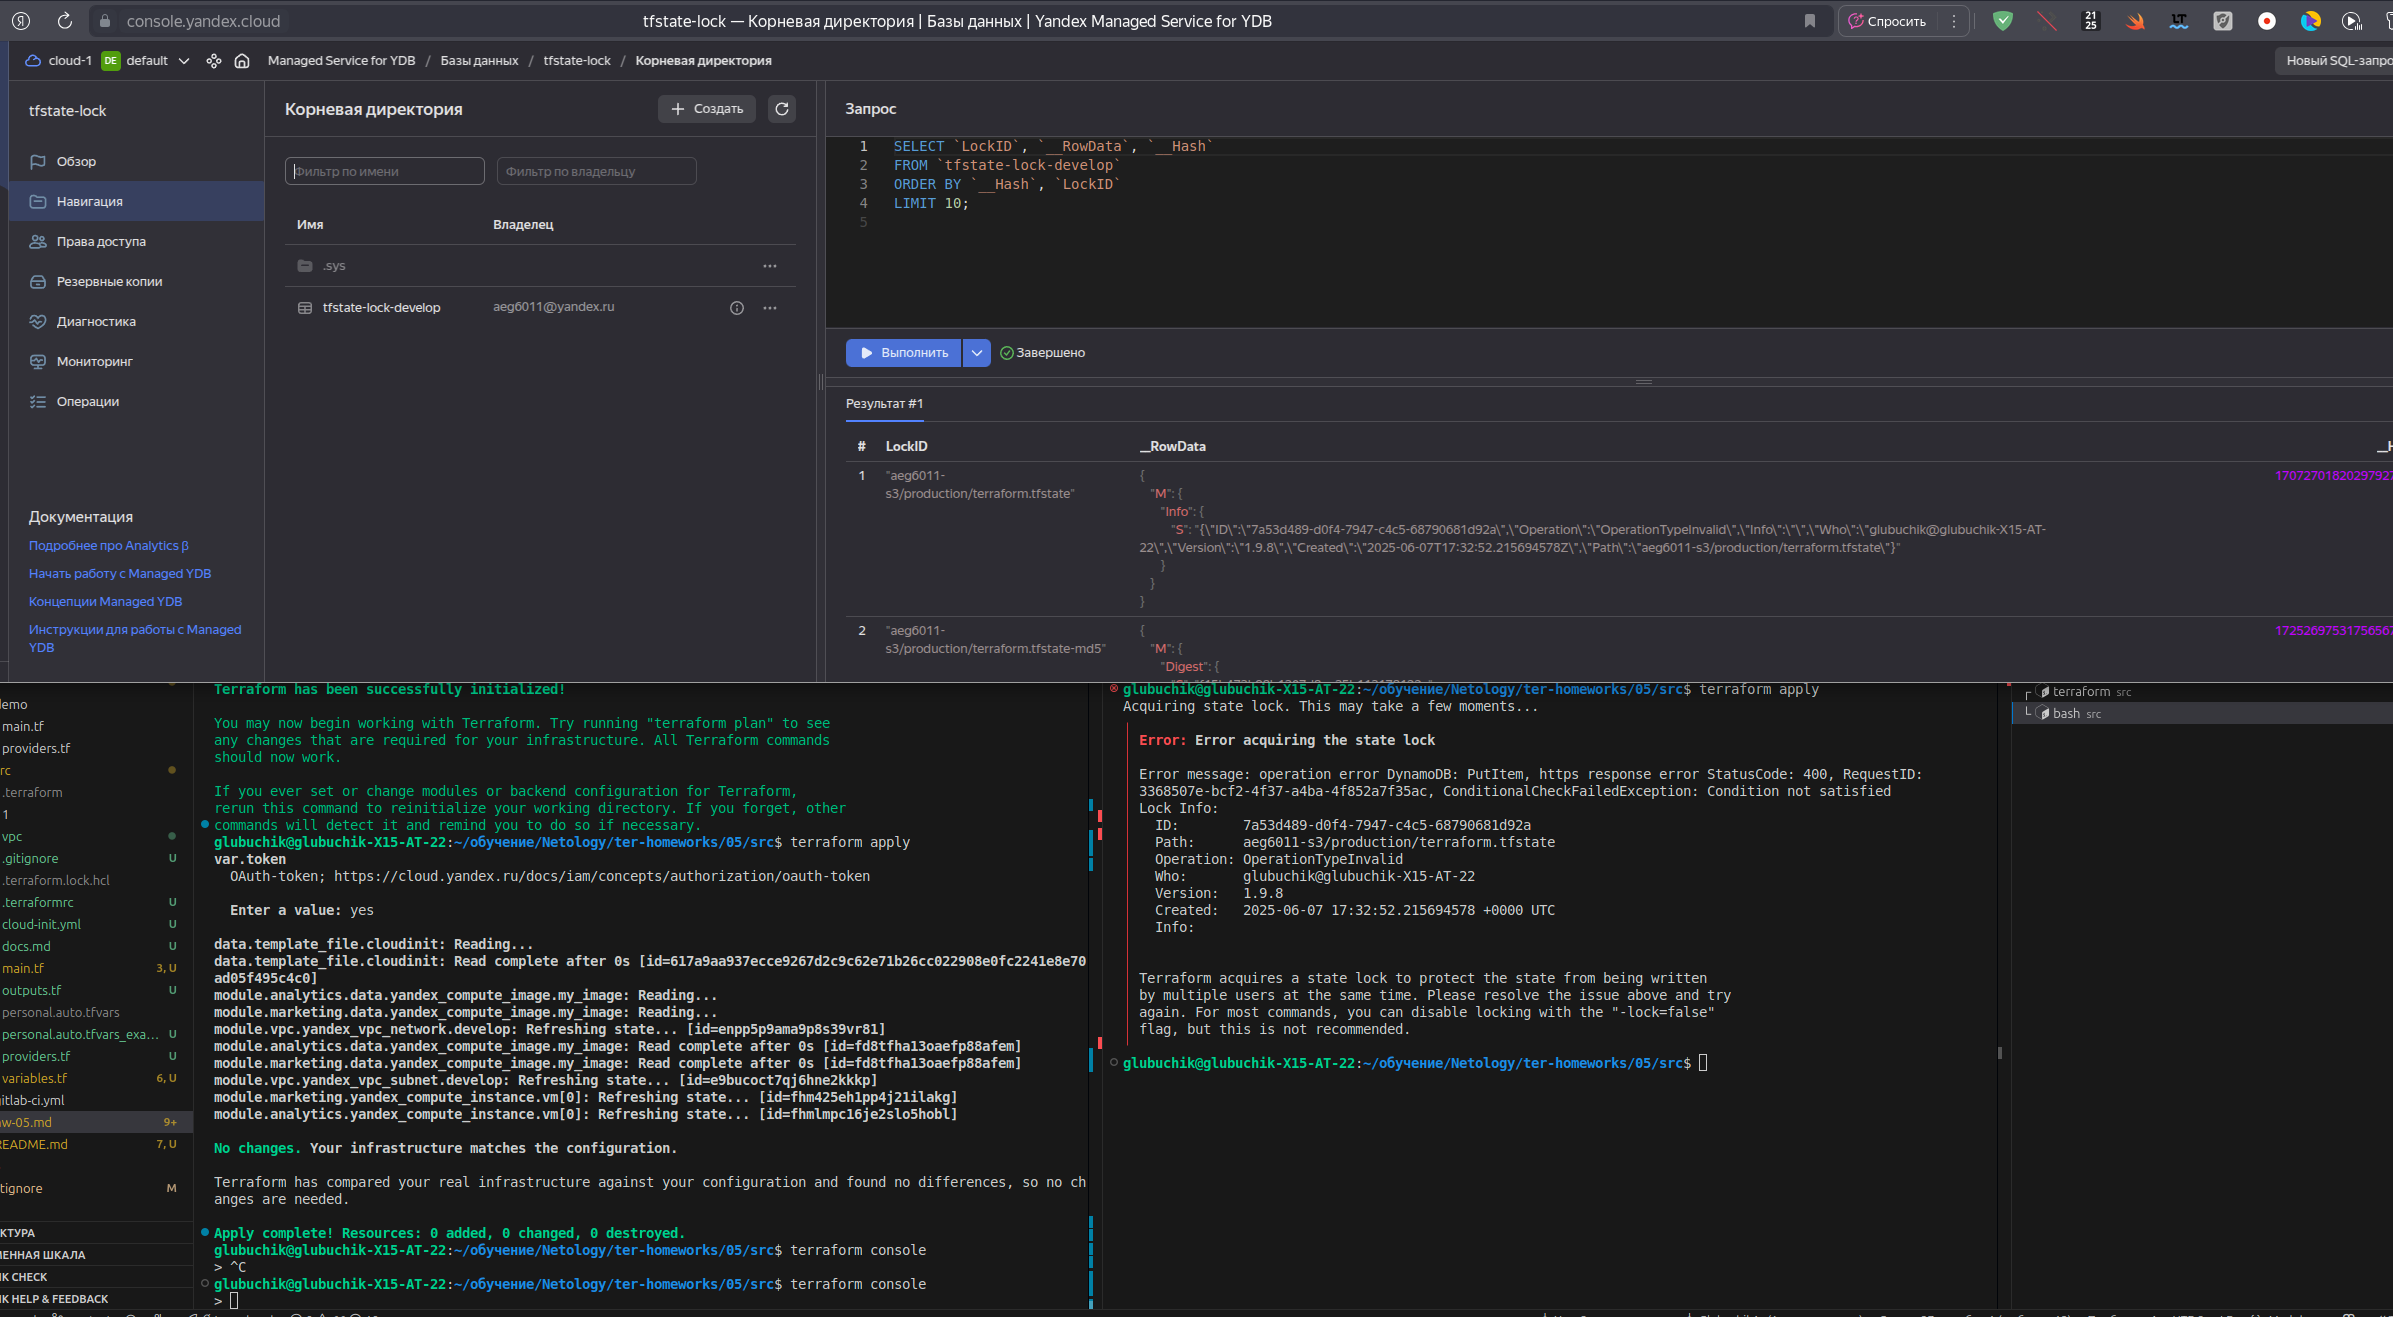 console.yandex.cloud
tfstate-lock — Корневая директория | Базы данных | Yandex Managed Service for YDB
Спросить
21
25
cloud-1 DE default
Managed Service for YDB / Базы данных / tfstate-lock / Корневая директория
Новый SQL-запро
tfstate-lock
Обзор
Навигация
Права доступа
Резервные копии
Диагностика
Мониторинг
Операции
Документация
Подробнее про Analytics β
Начать работу с Managed YDB
Концепции Managed YDB
Инструкции для работы с Managed
YDB
Корневая директория
Создать
Фильтр по имени
Фильтр по владельцу
Имя Владелец
.sys
tfstate-lock-develop aeg6011@yandex.ru
Запрос
1 SELECT `LockID`, `__RowData`, `__Hash`
2 FROM `tfstate-lock-develop`
3 ORDER BY `__Hash`, `LockID`
4 LIMIT 10;
5
Выполнить
Завершено
Результат #1
# LockID __RowData
1 "aeg6011-
s3/production/terraform.tfstate"
{
"M": {
"Info": {
"S": "{\"ID\":\"7a53d489-d0f4-7947-c4c5-68790681d92a\",\"Operation\":\"OperationTypeInvalid\",\"Info\":\"\",\"Who\":\"glubuchik@glubuchik-X15-AT-
22\",\"Version\":\"1.9.8\",\"Created\":\"2025-06-07T17:32:52.215694578Z\",\"Path\":\"aeg6011-s3/production/terraform.tfstate\"}"
}
}
}
17072701820297927
2 "aeg6011-
s3/production/terraform.tfstate-md5"
{
"M": {
"Digest": {
17252697531756567
emo
main.tf
providers.tf
rc
.terraform
1
vpc
.gitignore U
.terraform.lock.hcl
.terraformrc U
cloud-init.yml U
docs.md U
main.tf 3, U
outputs.tf U
personal.auto.tfvars
personal.auto.tfvars_exa... U
providers.tf U
variables.tf 6, U
itlab-ci.yml
w-05.md 9+
README.md 7, U
tignore M
КТУРА
МЕННАЯ ШКАЛА
K CHECK
K HELP & FEEDBACK
Terraform has been successfully initialized!
You may now begin working with Terraform. Try running "terraform plan" to see
any changes that are required for your infrastructure. All Terraform commands
should now work.
If you ever set or change modules or backend configuration for Terraform,
rerun this command to reinitialize your working directory. If you forget, other
commands will detect it and remind you to do so if necessary.
glubuchik@glubuchik-X15-AT-22:~/обучение/Netology/ter-homeworks/05/src$ terraform apply
var.token
OAuth-token; https://cloud.yandex.ru/docs/iam/concepts/authorization/oauth-token
Enter a value: yes
data.template_file.cloudinit: Reading...
data.template_file.cloudinit: Read complete after 0s [id=617a9aa937ecce9267d2c9c62e71b26cc022908e0fc2241e8e70
ad05f495c4c0]
module.analytics.data.yandex_compute_image.my_image: Reading...
module.marketing.data.yandex_compute_image.my_image: Reading...
module.vpc.yandex_vpc_network.develop: Refreshing state... [id=enpp5p9ama9p8s39vr81]
module.analytics.data.yandex_compute_image.my_image: Read complete after 0s [id=fd8tfha13oaefp88afem]
module.marketing.data.yandex_compute_image.my_image: Read complete after 0s [id=fd8tfha13oaefp88afem]
module.vpc.yandex_vpc_subnet.develop: Refreshing state... [id=e9bucoct7qj6hne2kkkp]
module.marketing.yandex_compute_instance.vm[0]: Refreshing state... [id=fhm425eh1pp4j21ilakg]
module.analytics.yandex_compute_instance.vm[0]: Refreshing state... [id=fhmlmpc16je2slo5hobl]
No changes. Your infrastructure matches the configuration.
Terraform has compared your real infrastructure against your configuration and found no differences, so no ch
anges are needed.
Apply complete! Resources: 0 added, 0 changed, 0 destroyed.
glubuchik@glubuchik-X15-AT-22:~/обучение/Netology/ter-homeworks/05/src$ terraform console
> ^C
glubuchik@glubuchik-X15-AT-22:~/обучение/Netology/ter-homeworks/05/src$ terraform console
>
glubuchik@glubuchik-X15-AT-22:~/обучение/Netology/ter-homeworks/05/src$ terraform apply
Acquiring state lock. This may take a few moments...
Error: Error acquiring the state lock
Error message: operation error DynamoDB: PutItem, https response error StatusCode: 400, RequestID:
3368507e-bcf2-4f37-a4ba-4f852a7f35ac, ConditionalCheckFailedException: Condition not satisfied
Lock Info:
ID: 7a53d489-d0f4-7947-c4c5-68790681d92a
Path: aeg6011-s3/production/terraform.tfstate
Operation: OperationTypeInvalid
Who: glubuchik@glubuchik-X15-AT-22
Version: 1.9.8
Created: 2025-06-07 17:32:52.215694578 +0000 UTC
Info:
Terraform acquires a state lock to protect the state from being written
by multiple users at the same time. Please resolve the issue above and try
again. For most commands, you can disable locking with the "-lock=false"
flag, but this is not recommended.
glubuchik@glubuchik-X15-AT-22:~/обучение/Netology/ter-homeworks/05/src$
terraform src
bash src